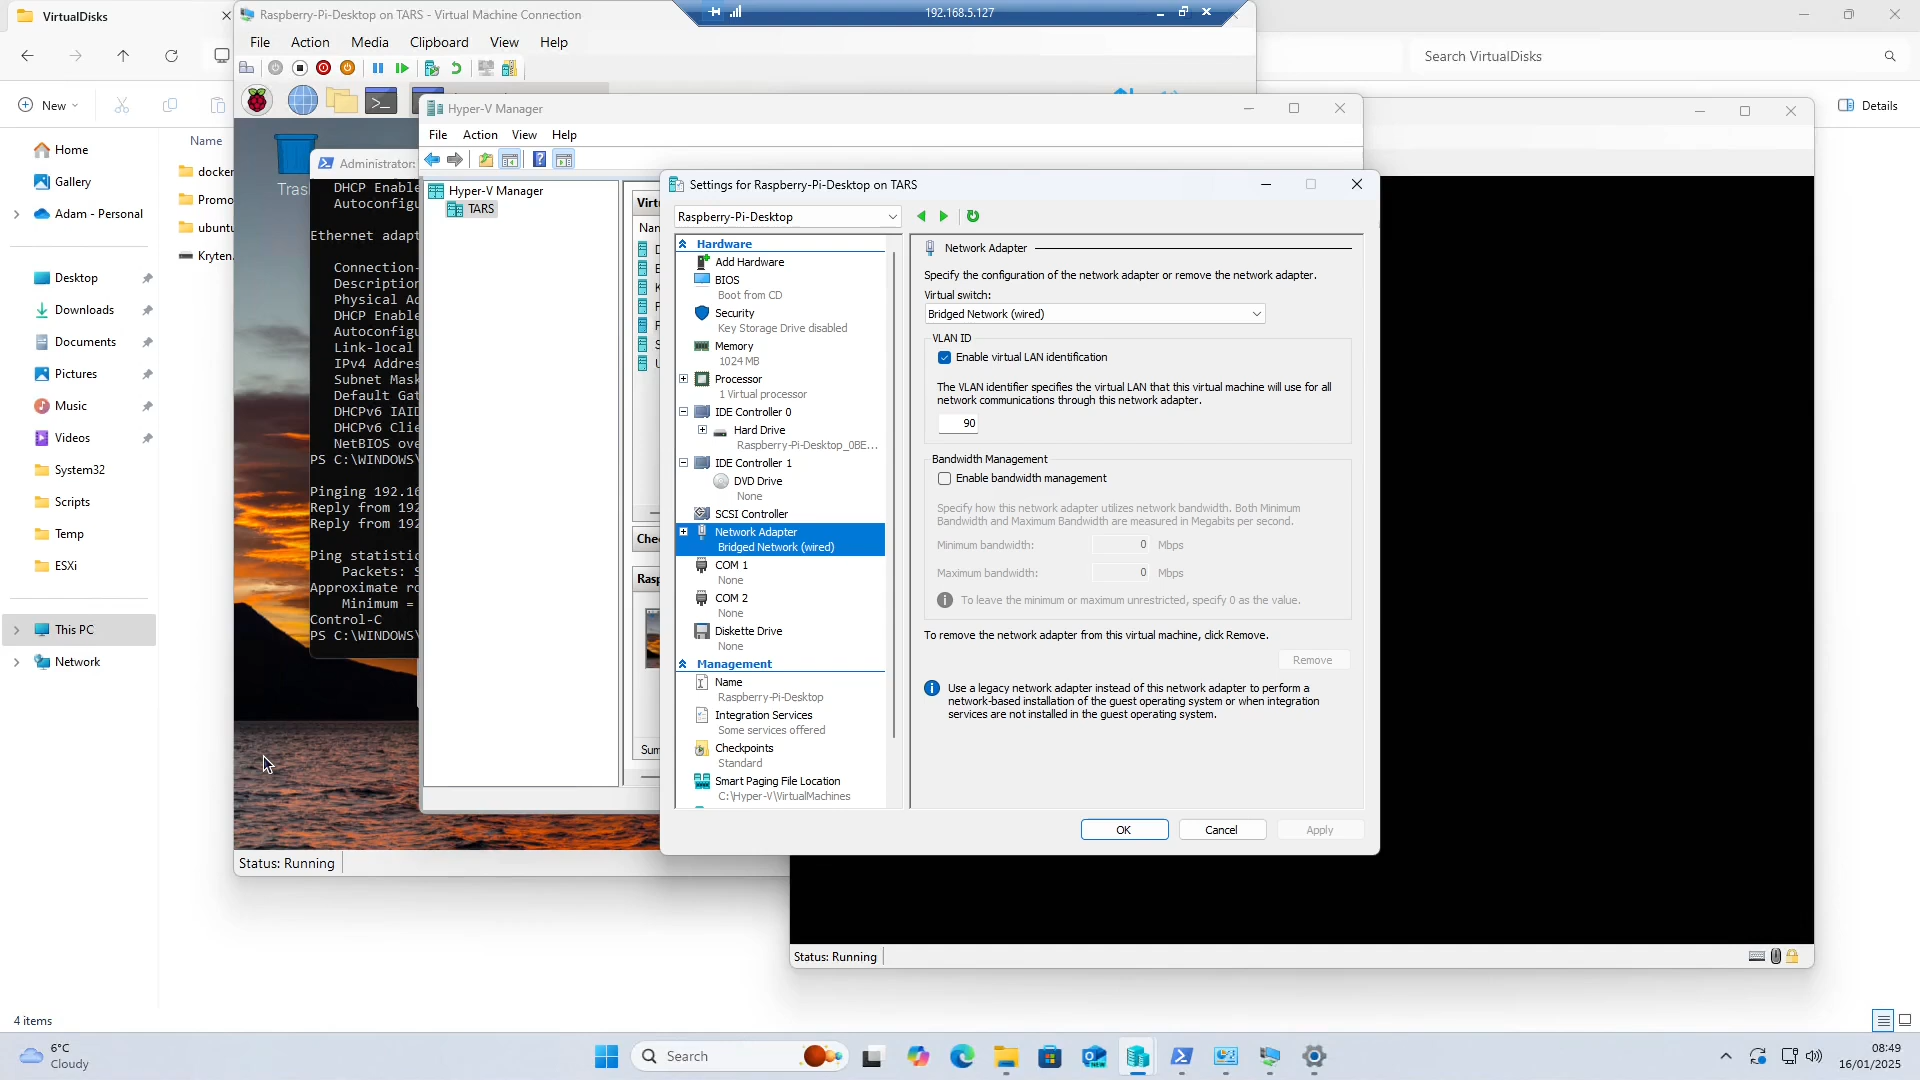 VirtualDisks
Raspberry-Pi-Desktop on TARS - Virtual Machine Connection
192.168.5.127
File Action Media Clipboard View Help
Search VirtualDisks
New
Details
Home
Gallery
Adam - Personal
Desktop
Downloads
Documents
Pictures
Music
Videos
System32
Scripts
Temp
ESXi
This PC
Network
Name
docker
Promo
ubuntu
Kryten.
4 items
Trash
Administrator:
DHCP Enable
Autoconfigu
Ethernet adapt
Connection-
Description
Physical Ad
DHCP Enable
Autoconfigu
Link-local
IPv4 Addres
Subnet Mask
Default Gat
DHCPv6 IAID
DHCPv6 Clie
NetBIOS ove
PS C:\WINDOWS\
Pinging 192.16
Reply from 192
Reply from 192
Ping statistic
Packets: S
Approximate ro
Minimum =
Control-C
PS C:\WINDOWS\
Status: Running
Hyper-V Manager
File Action View Help
Hyper-V Manager
TARS
Virtu
Nan
Chec
Rasp
Sum
Settings for Raspberry-Pi-Desktop on TARS
Raspberry-Pi-Desktop
Hardware
Add Hardware
BIOS
Boot from CD
Security
Key Storage Drive disabled
Memory
1024 MB
Processor
1 Virtual processor
IDE Controller 0
Hard Drive
Raspberry-Pi-Desktop_0BE...
IDE Controller 1
DVD Drive
None
SCSI Controller
Network Adapter
Bridged Network (wired)
COM 1
None
COM 2
None
Diskette Drive
None
Management
Name
Raspberry-Pi-Desktop
Integration Services
Some services offered
Checkpoints
Standard
Smart Paging File Location
C:\Hyper-V\VirtualMachines
Network Adapter
Specify the configuration of the network adapter or remove the network adapter.
Virtual switch:
Bridged Network (wired)
VLAN ID
Enable virtual LAN identification
The VLAN identifier specifies the virtual LAN that this virtual machine will use for all
network communications through this network adapter.
90
Bandwidth Management
Enable bandwidth management
Specify how this network adapter utilizes network bandwidth. Both Minimum
Bandwidth and Maximum Bandwidth are measured in Megabits per second.
Minimum bandwidth: 0 Mbps
Maximum bandwidth: 0 Mbps
To leave the minimum or maximum unrestricted, specify 0 as the value.
To remove the network adapter from this virtual machine, click Remove.
Remove
Use a legacy network adapter instead of this network adapter to perform a
network-based installation of the guest operating system or when integration
services are not installed in the guest operating system.
OK Cancel Apply
Status: Running
6°C
Cloudy
Search
08:49
16/01/2025